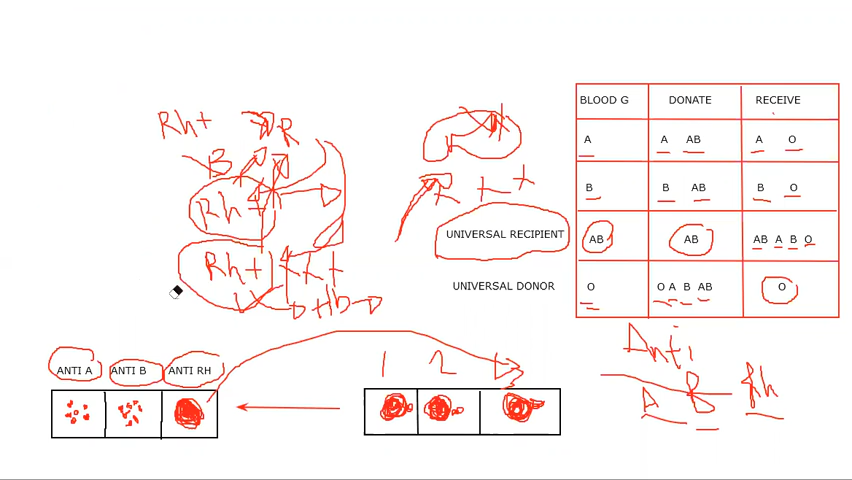 BLOOD G DONATE RECEIVE
Rh+
A A AB A O
B B AB B O
Rh+
UNIVERSAL RECIPIENT AB AB AB A B O
Rh+
UNIVERSAL DONOR O O A B AB O
Anti
1 2
ANTI A ANTI B ANTI RH
A B Rh